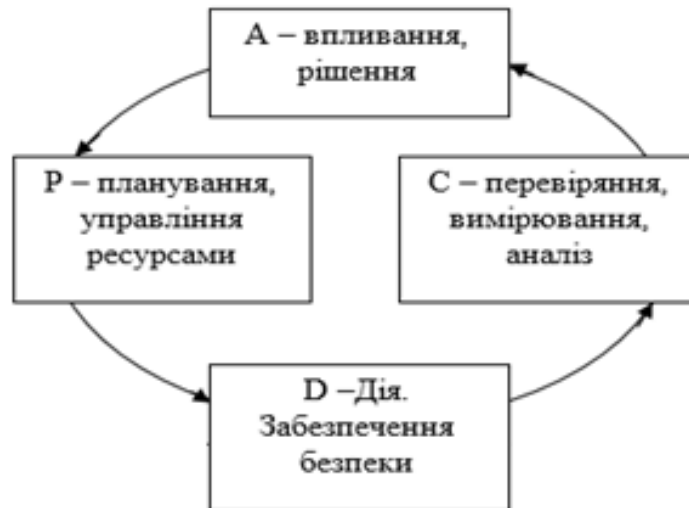 А – впливання,
рішення
Р – планування,
управління
ресурсами
С – перевіряння,
вимірювання,
аналіз
D –Дія.
Забезпечення
безпеки